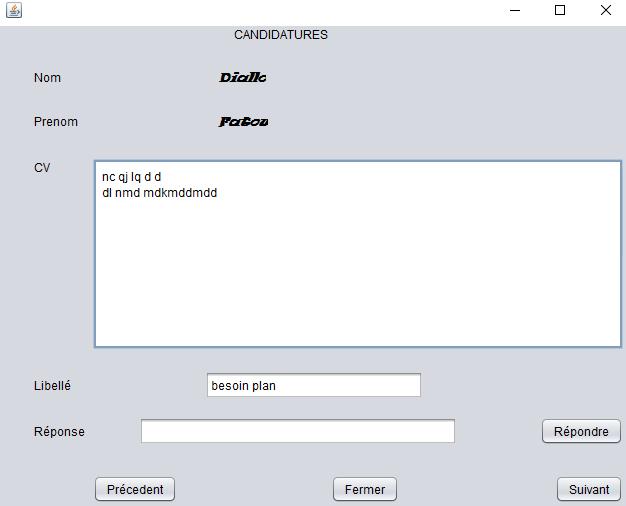 CANDIDATURES
Nom Diallo
Prenom Fatou
CV
nc qj lq d d
dl nmd mdkmddmdd
Libellé besoin plan
Réponse Répondre
Précedent Fermer Suivant